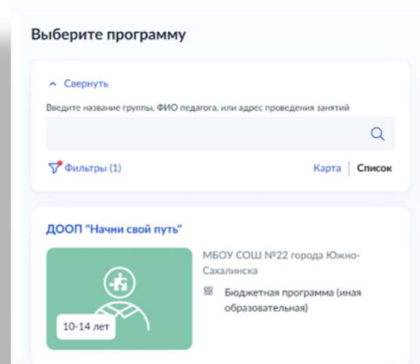 Выберите программу
Свернуть
Введите название группы, ФИО педагога, или адрес проведения занятий
Фильтры (1)
Карта
Список
ДООП "Начни свой путь"
МБОУ СОШ №22 города Южно-
Сахалинска
Бюджетная программа (иная
образовательная)
10-14 лет